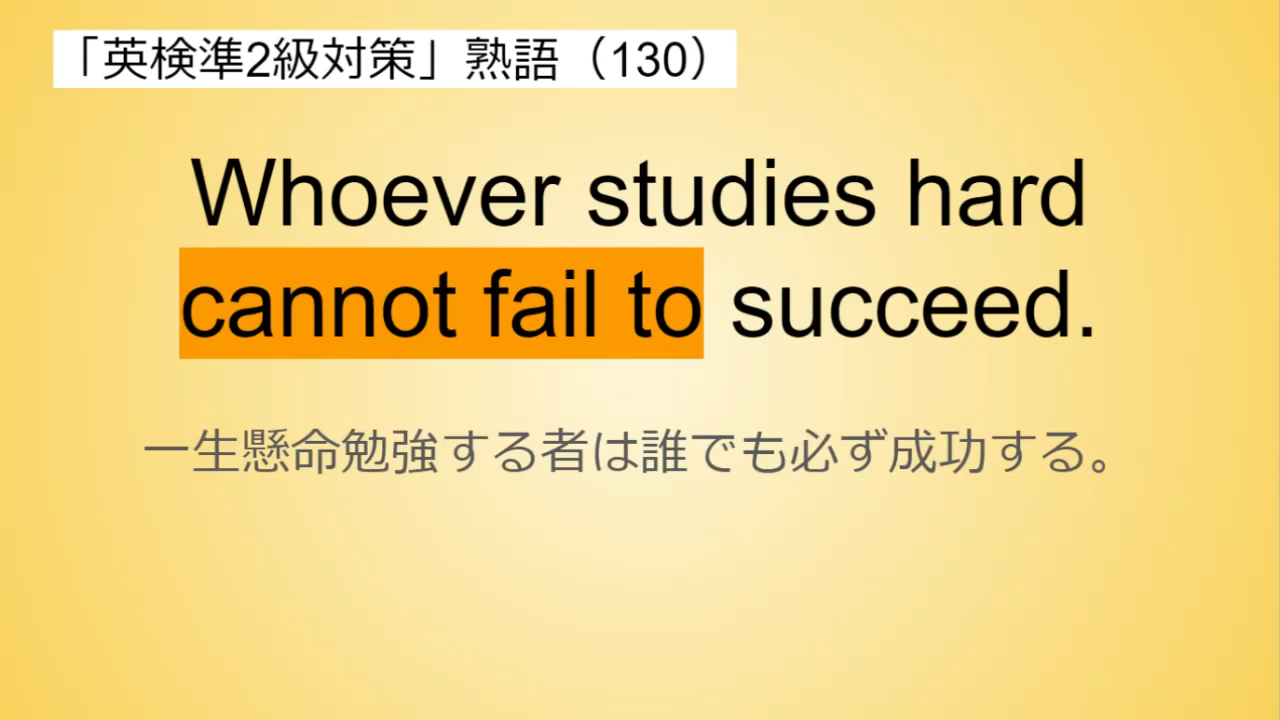 「英検準2級対策」熟語（130）
Whoever studies hard
cannot fail to succeed.
一生懸命勉強する者は誰でも必ず成功する。